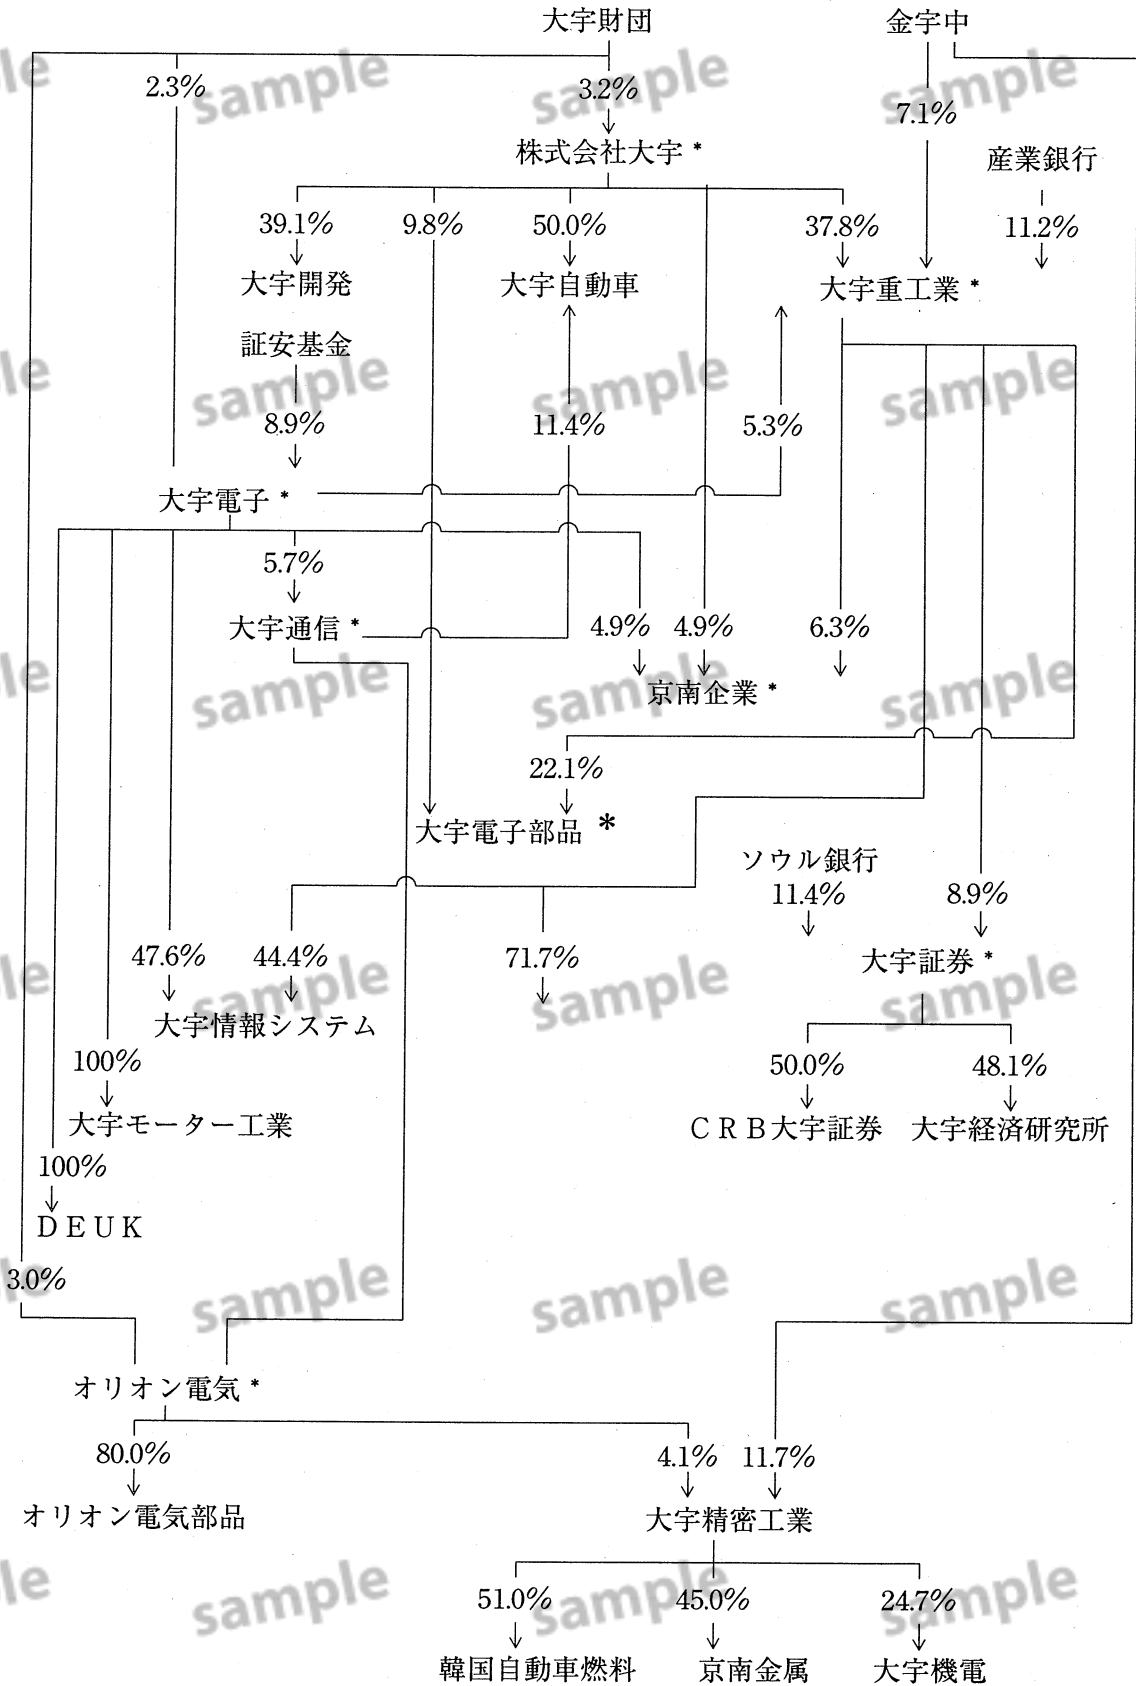 大宇財団 金宇中
2.3% 3.2% 7.1%
株式会社大宇 * 産業銀行
39.1% 9.8% 50.0% 37.8% 11.2%
大宇開発 大宇自動車 大宇重工業 *
証安基金
8.9% 11.4% 5.3%
大宇電子 *
5.7%
大宇通信 * 4.9% 4.9% 6.3%
京南企業 *
22.1%
大宇電子部品 *
ソウル銀行
11.4% 8.9%
47.6% 44.4% 71.7% 大宇証券 *
大宇情報システム
100% 50.0% 48.1%
大宇モーター工業 CRB大宇証券 大宇経済研究所
100%
DEUK
3.0%
オリオン電気 *
80.0% 4.1% 11.7%
オリオン電気部品 大宇精密工業
51.0% 45.0% 24.7%
韓国自動車燃料 京南金属 大宇機電
sample